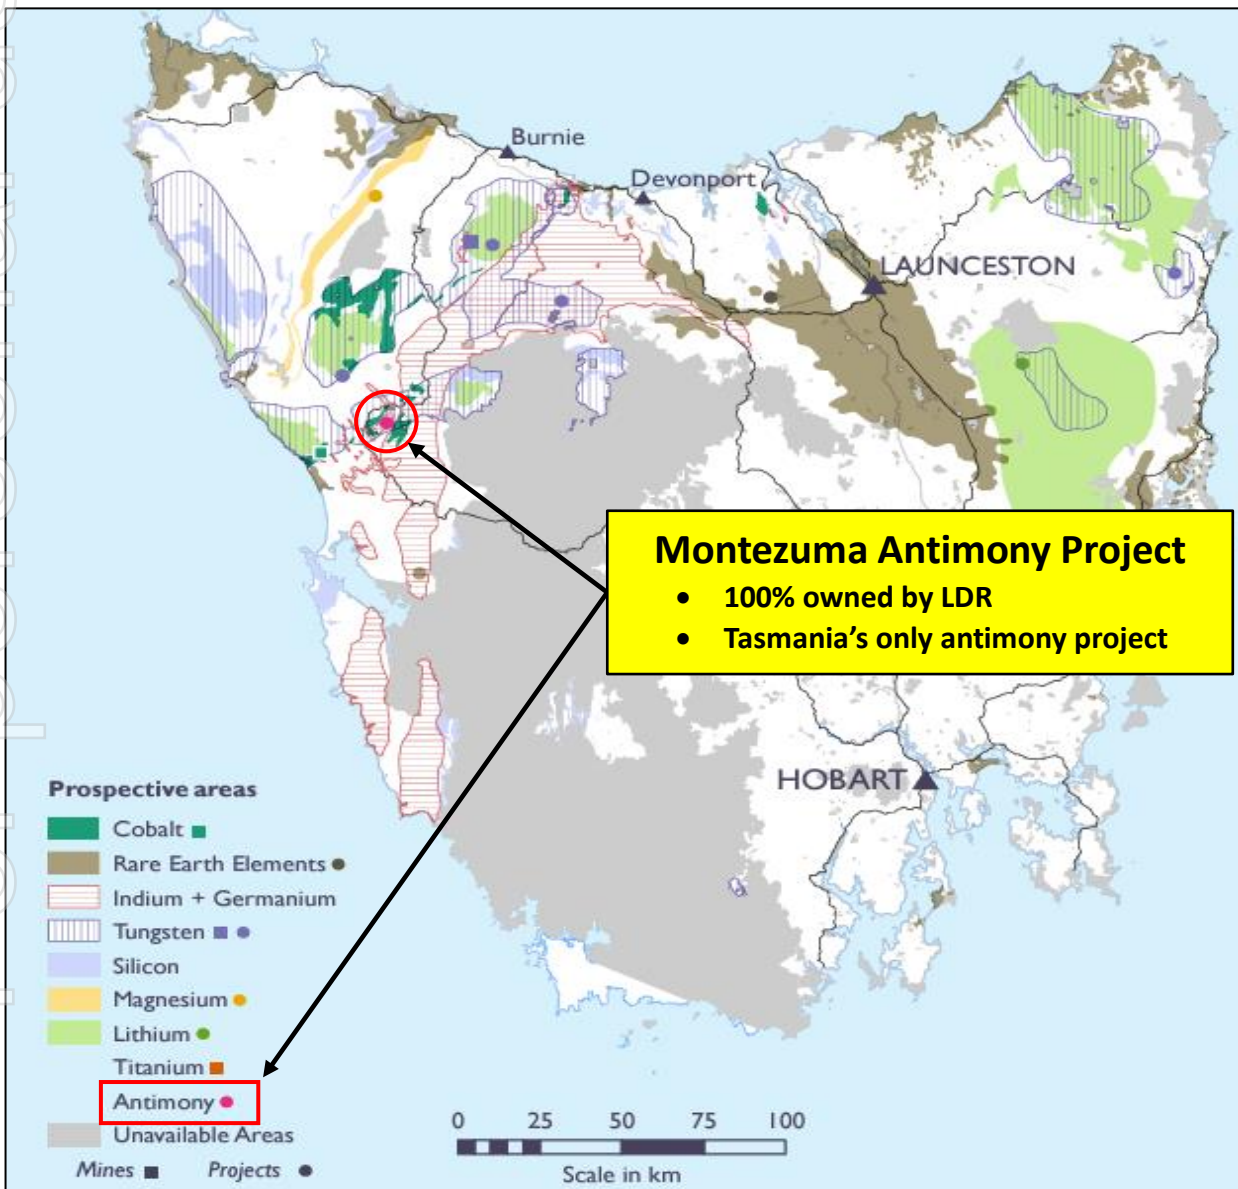 Burnie
Devonport
LAUNCESTON
Montezuma Antimony Project
• 100% owned by LDR
• Tasmania’s only antimony project
HOBART
Prospective areas
Cobalt
Rare Earth Elements
Indium + Germanium
Tungsten
Silicon
Magnesium
Lithium
Titanium
Antimony
Unavailable Areas
Mines Projects
0 25 50 75 100
Scale in km